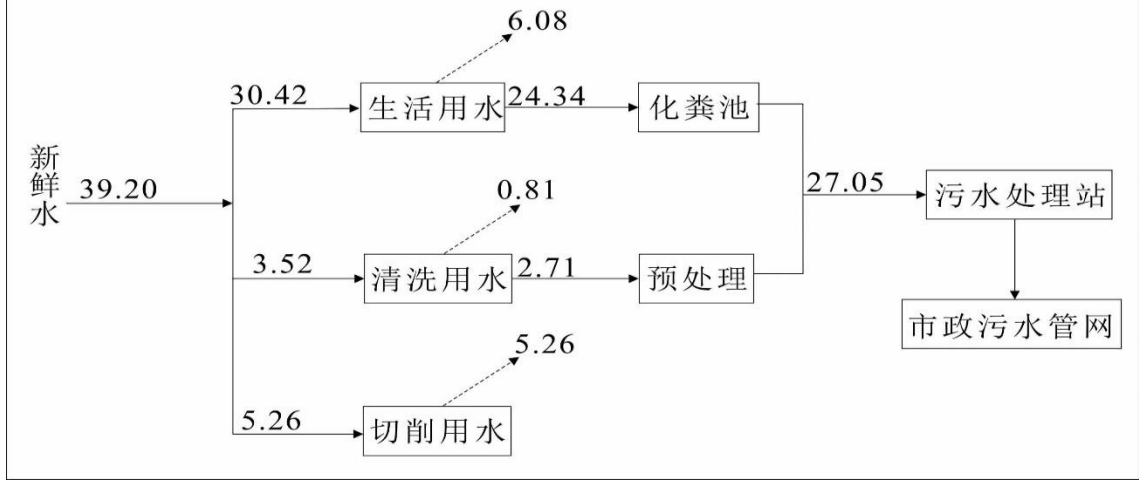 6.08
30.42
生活用水
24.34
化粪池
新鲜水
39.20
0.81
27.05
污水处理站
3.52
清洗用水
2.71
预处理
市政污水管网
5.26
5.26
切削用水